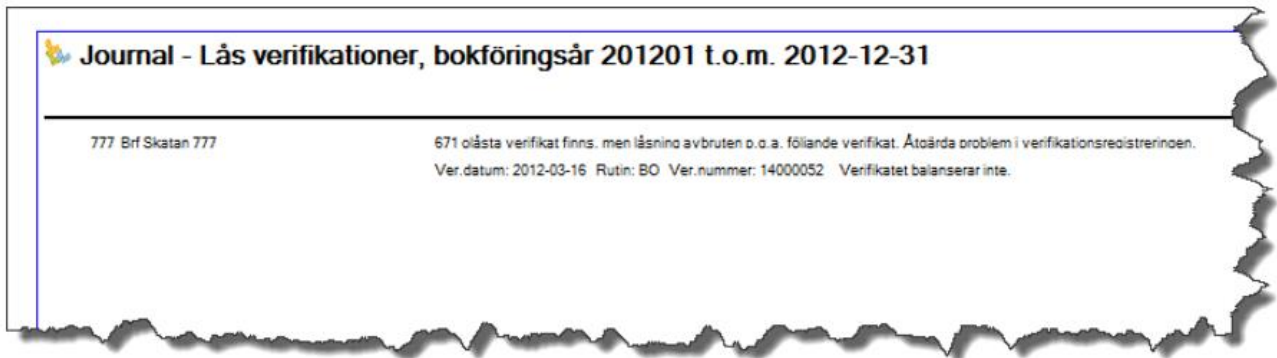 Journal - Lås verifikationer, bokföringsår 201201 t.o.m. 2012-12-31
777 Brf Skatan 777 671 olåsta verifikat finns, men låsning avbruten p.g.a. följande verifikat. Åtgärda problem i verifikationsregistreringen.
Ver.datum: 2012-03-16 Rutin: BO Ver.nummer: 14000052 Verifikatet balanserar inte.